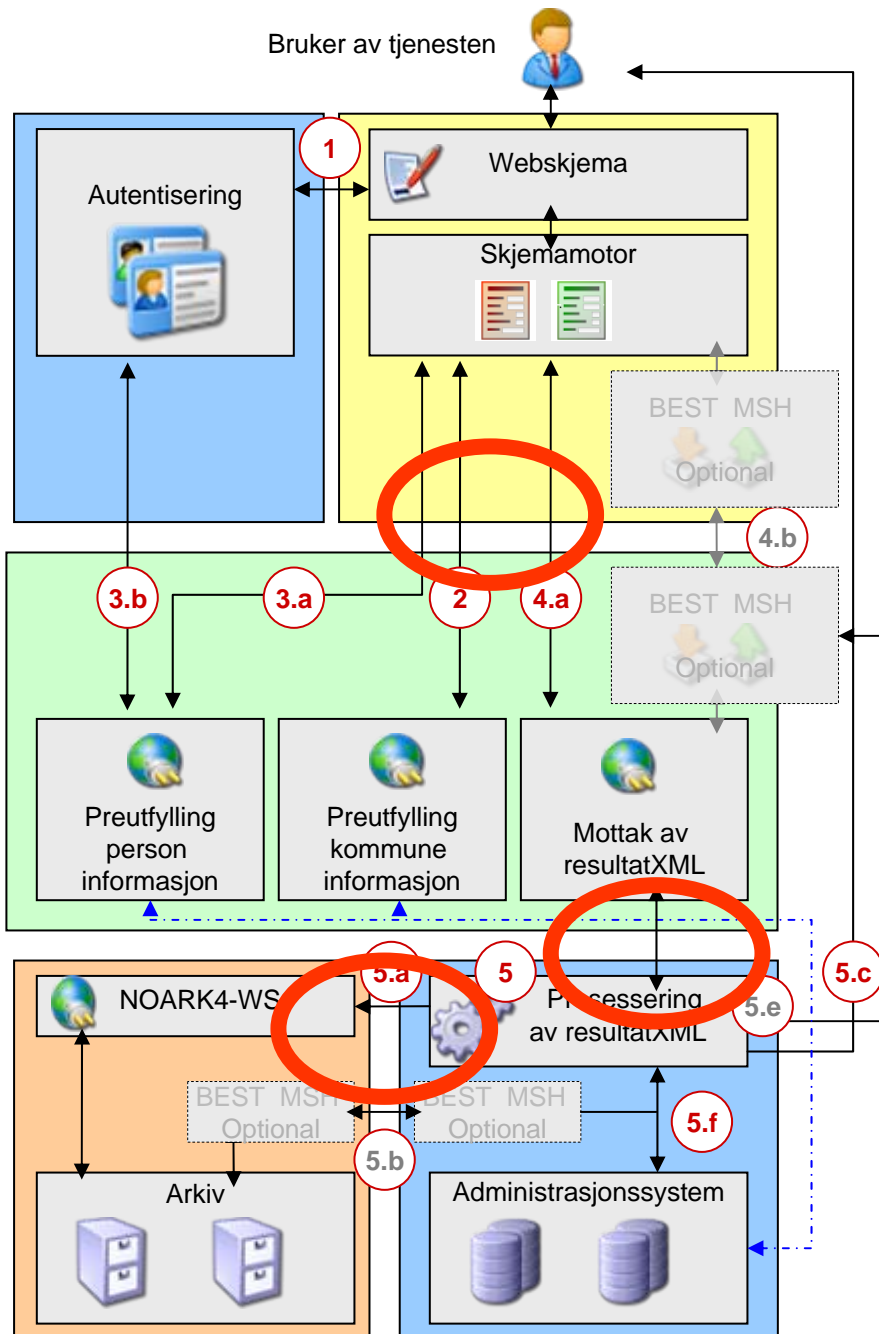 Bruker av tjenesten
1
Webskjema
Autentisering
Skjemamotor
BEST MSH
Optional
4.b
3.b
3.a
2
4.a
BEST MSH
Optional
Preutfylling
person
informasjon
Preutfylling
kommune
informasjon
Mottak av
resultatXML
5.a
5
5.c
NOARK4-WS
Prosessering
av resultatXML
5.e
BEST MSH
Optional
BEST MSH
Optional
5.f
5.b
Arkiv
Administrasjonssystem